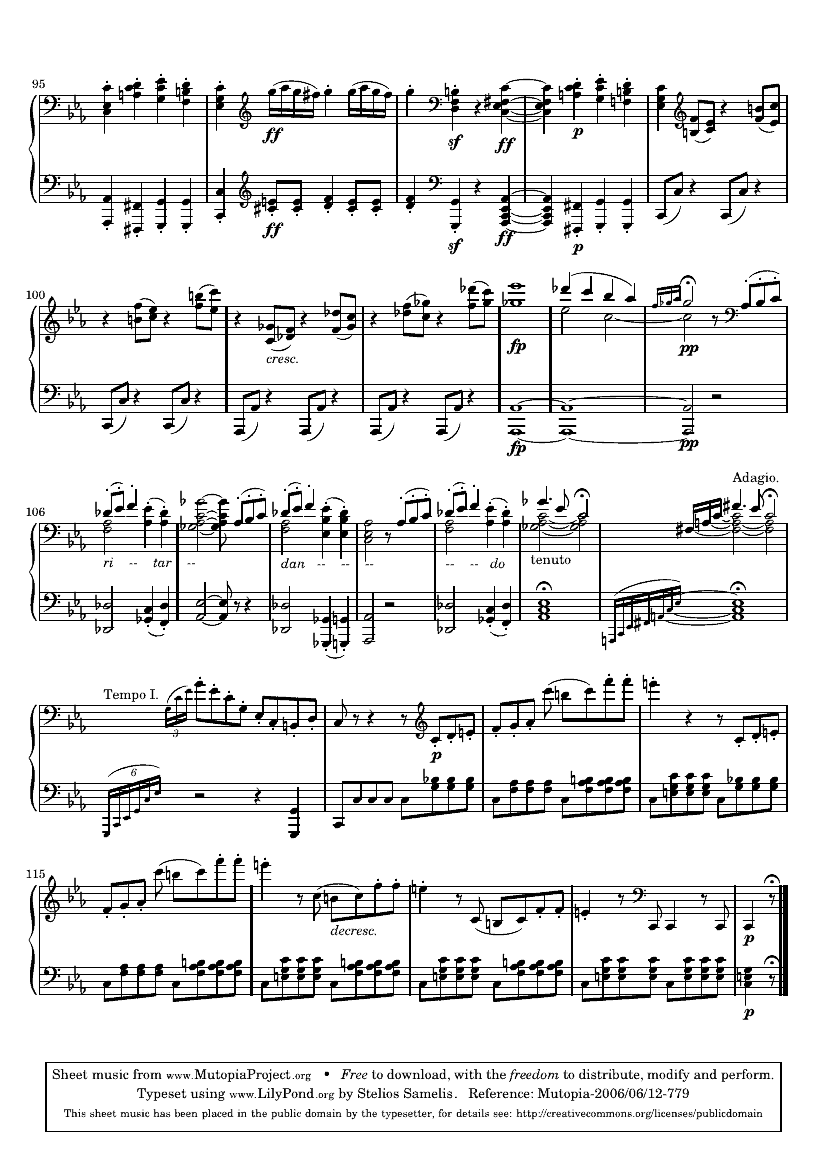 95
ff
sf
ff
p
ff
sf
ff
p
100
cresc.
fp
pp
fp
pp
Adagio.
106
ri -- tar -- dan -- -- -- -- -- do
tenuto
Tempo I.
3
p
6
115
decresc.
p
p
Sheet music from www.MutopiaProject.org • Free to download, with the freedom to distribute, modify and perform.
Typeset using www.LilyPond.org by Stelios Samelis. Reference: Mutopia-2006/06/12-779
This sheet music has been placed in the public domain by the typesetter, for details see: http://creativecommons.org/licenses/publicdomain